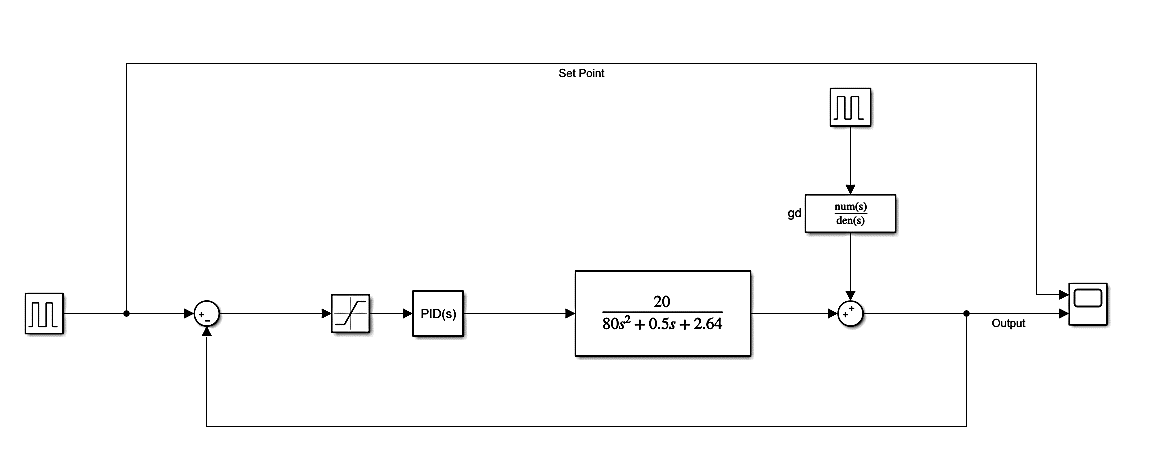 Set Point
gd
num(s)
den(s)
+
-
PID(s)
20
80s² + 0.5s + 2.64
+
+
Output